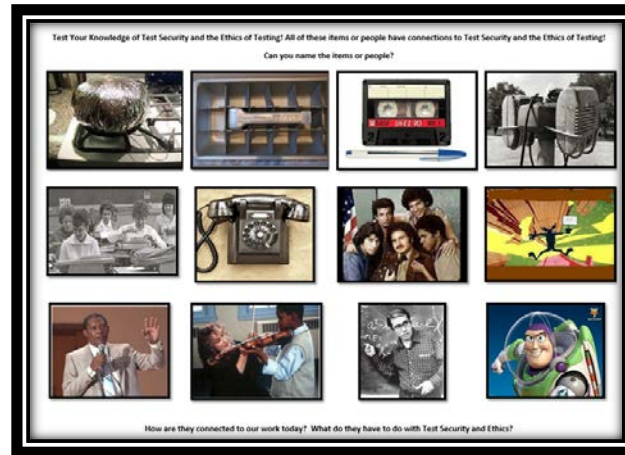 Test Your Knowledge of Test Security and the Ethics of Testing! All of these items or people have connections to Test Security and the Ethics of Testing!
Can you name the items or people?
How are they connected to our work today? What do they have to do with Test Security and Ethics?